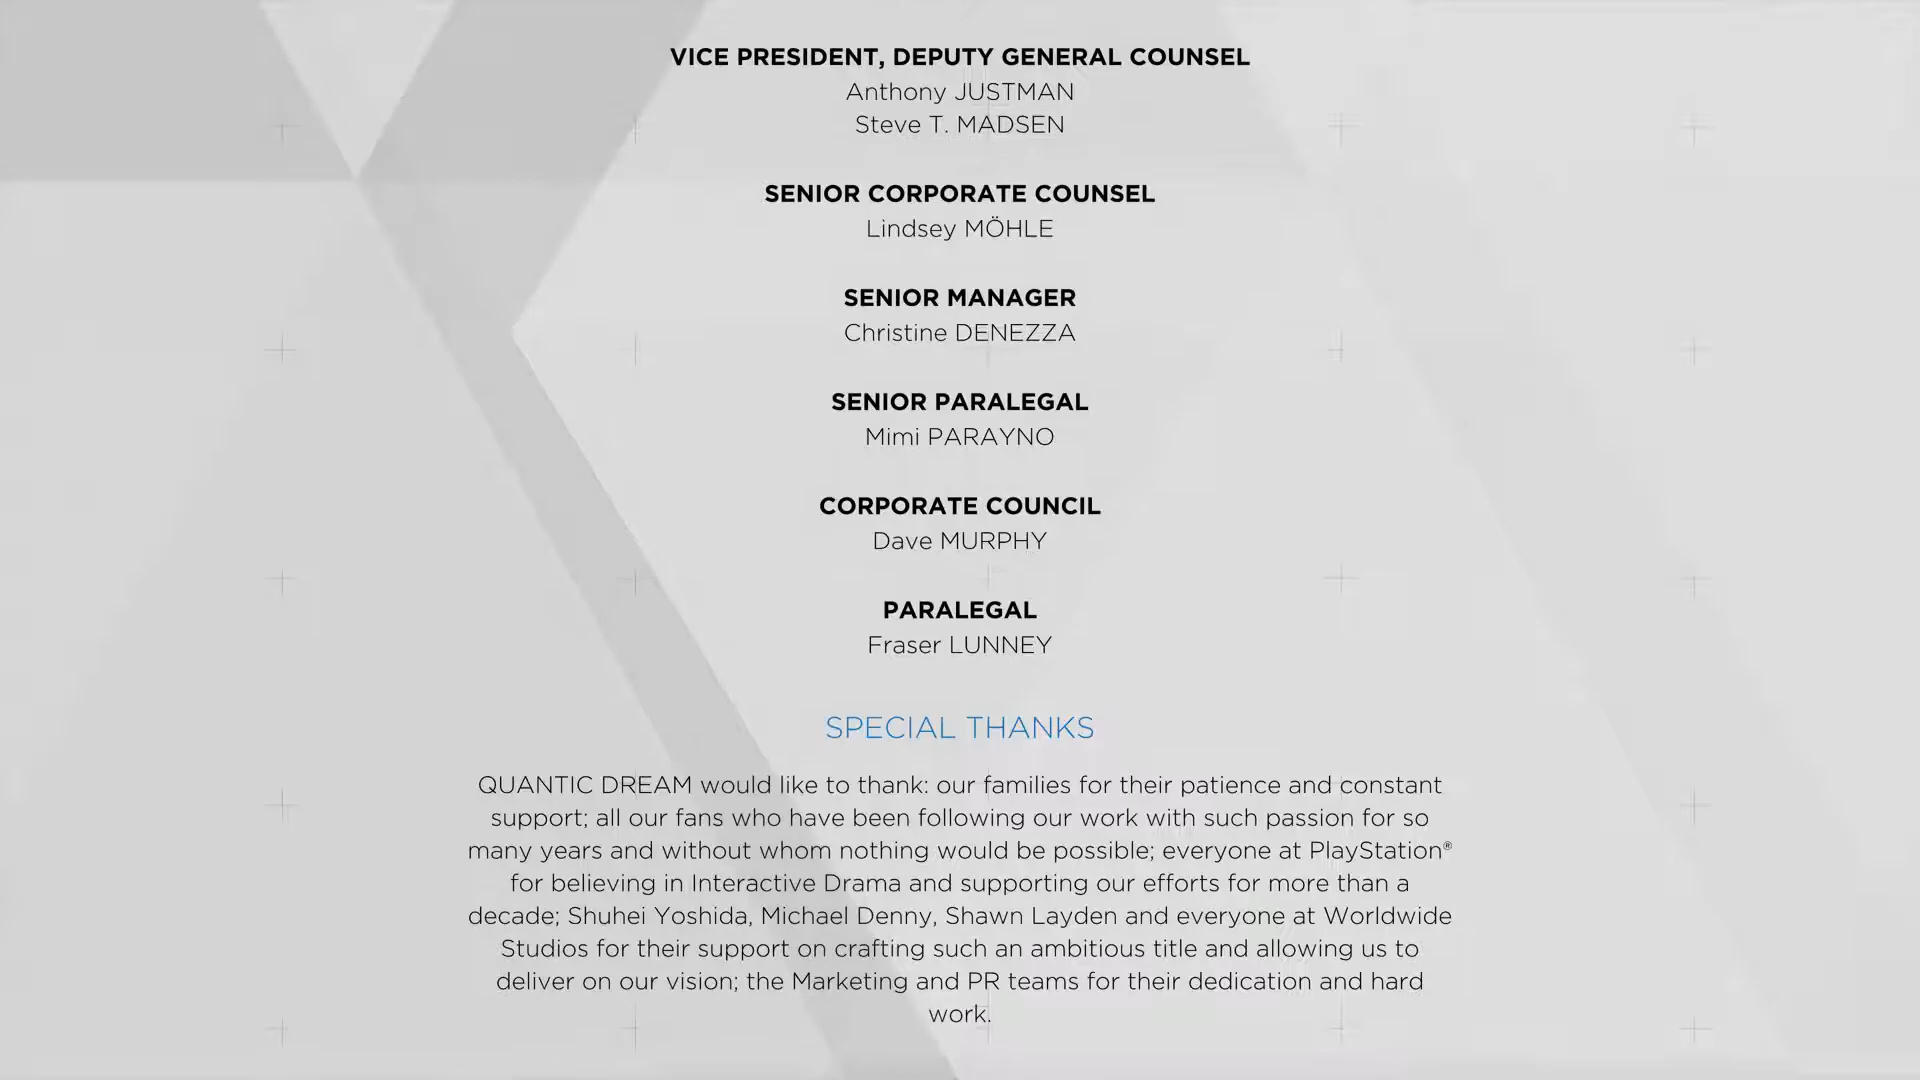 VICE PRESIDENT, DEPUTY GENERAL COUNSEL
Anthony JUSTMAN
Steve T. MADSEN
SENIOR CORPORATE COUNSEL
Lindsey MÖHLE
SENIOR MANAGER
Christine DENEZZA
SENIOR PARALEGAL
Mimi PARAYNO
CORPORATE COUNCIL
Dave MURPHY
PARALEGAL
Fraser LUNNEY
SPECIAL THANKS
QUANTIC DREAM would like to thank: our families for their patience and constant
support; all our fans who have been following our work with such passion for so
many years and without whom nothing would be possible; everyone at PlayStation®
for believing in Interactive Drama and supporting our efforts for more than a
decade; Shuhei Yoshida, Michael Denny, Shawn Layden and everyone at Worldwide
Studios for their support on crafting such an ambitious title and allowing us to
deliver on our vision; the Marketing and PR teams for their dedication and hard
work.